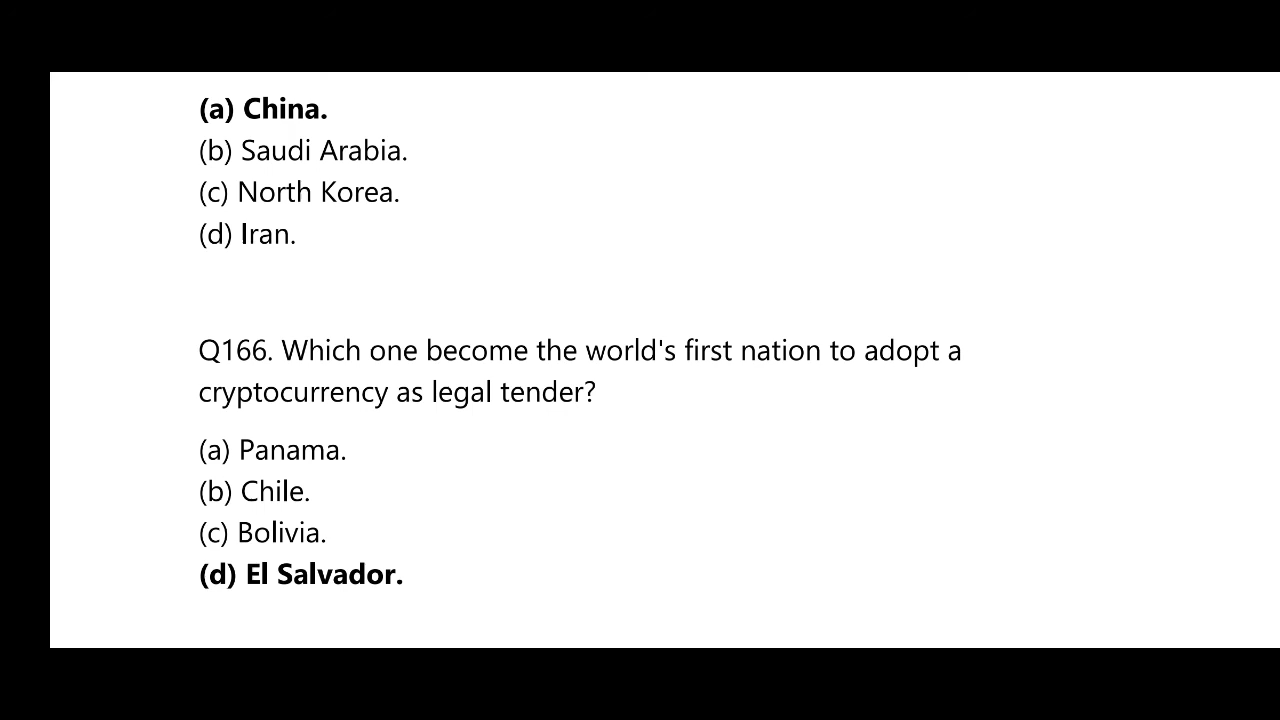 (a) China.
(b) Saudi Arabia.
(c) North Korea.
(d) Iran.
Q166. Which one become the world's first nation to adopt a
cryptocurrency as legal tender?
(a) Panama.
(b) Chile.
(c) Bolivia.
(d) El Salvador.